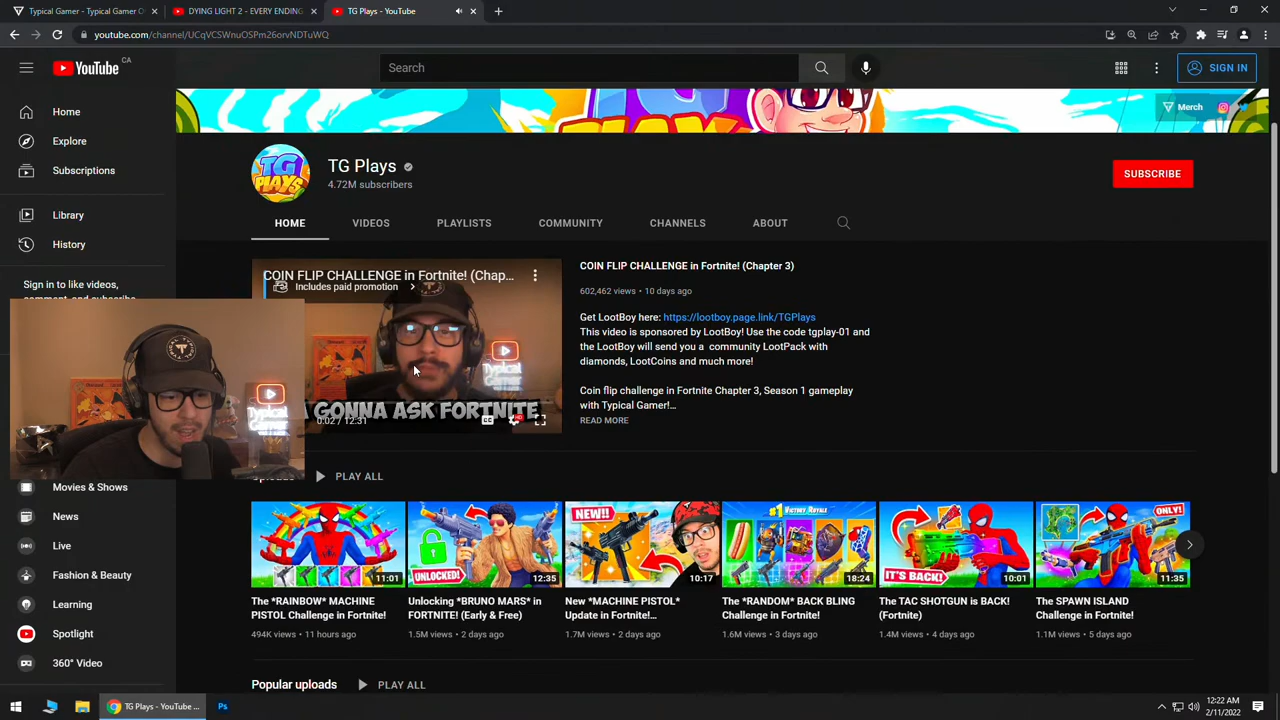 Typical Gamer - Typical Gamer
DYING LIGHT 2 - EVERY ENDING
TG Plays - YouTube
youtube.com/channel/UCqVCSWnuOSPm26orvNDTuWQ
YouTube CA
Search
SIGN IN
Home
Explore
Subscriptions
Library
History
Sign in to like videos,
comment, and subscribe.
Movies & Shows
News
Live
Fashion & Beauty
Learning
Spotlight
360° Video
Merch
TG PLAYS
TG Plays
4.72M subscribers
SUBSCRIBE
HOME
VIDEOS
PLAYLISTS
COMMUNITY
CHANNELS
ABOUT
COIN FLIP CHALLENGE in Fortnite! (Chap...
Includes paid promotion
Typical Gamer
GONNA ASK FORTNITE
0:02 / 12:31
COIN FLIP CHALLENGE in Fortnite! (Chapter 3)
602,462 views • 10 days ago
Get LootBoy here: https://lootboy.page.link/TGPlays
This video is sponsored by LootBoy! Use the code tgplay-01 and
the LootBoy will send you a community LootPack with
diamonds, LootCoins and much more!
Coin flip challenge in Fortnite Chapter 3, Season 1 gameplay
with Typical Gamer!...
READ MORE
Uploads
PLAY ALL
11:01
The *RAINBOW* MACHINE
PISTOL Challenge in Fortnite!
494K views • 11 hours ago
UNLOCKED!
12:35
Unlocking *BRUNO MARS* in
FORTNITE! (Early & Free)
1.5M views • 2 days ago
NEW!!
10:17
New *MACHINE PISTOL*
Update in Fortnite!...
1.7M views • 2 days ago
#1 VICTORY ROYALE
18:24
The *RANDOM* BACK BLING
Challenge in Fortnite!
1.6M views • 3 days ago
IT'S BACK!
10:01
The TAC SHOTGUN is BACK!
(Fortnite)
1.4M views • 4 days ago
ONLY!
11:35
The SPAWN ISLAND
Challenge in Fortnite!
1.1M views • 5 days ago
Popular uploads
PLAY ALL
TG Plays - YouTube ...
Ps
12:22 AM
2/11/2022